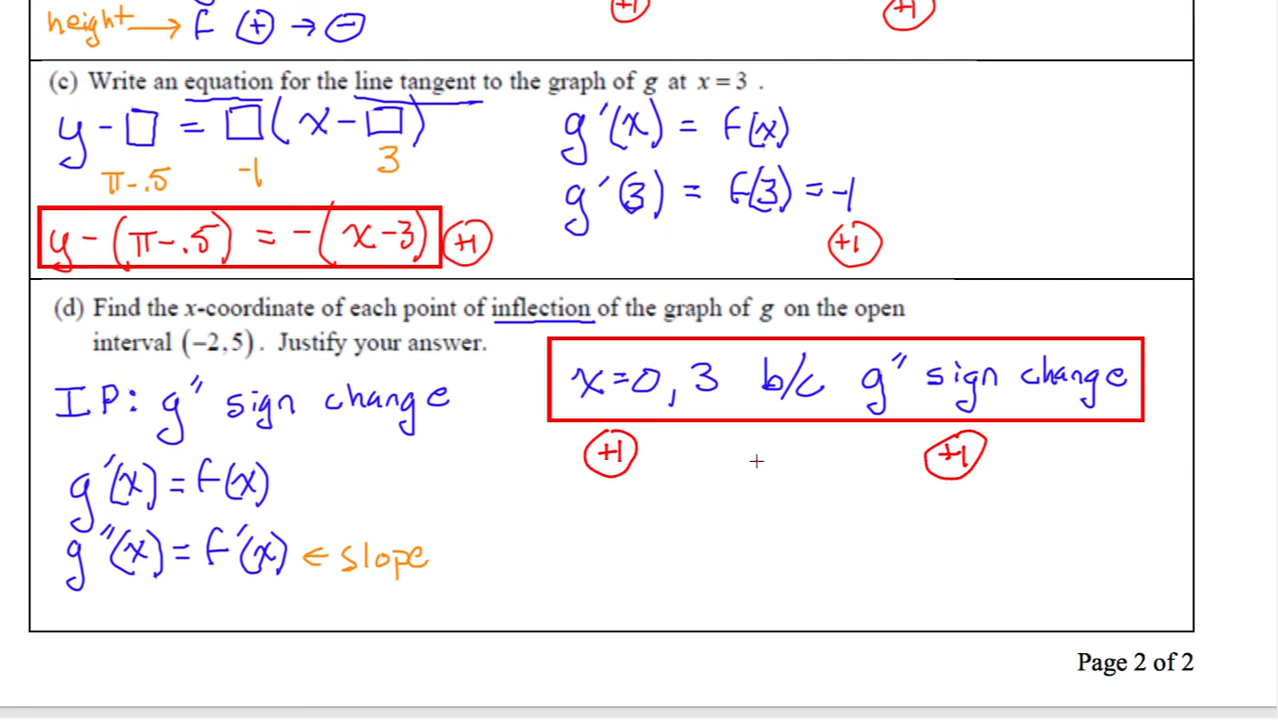 height → f ⊕ → ⊖
+1
+1
(c) Write an equation for the line tangent to the graph of g at x = 3 .
y - □ = □( x - □ )
π-.5 -1 3
y - (π-.5) = -(x-3) +1
g'(x) = f(x)
g'(3) = f(3) = -1
+1
(d) Find the x-coordinate of each point of inflection of the graph of g on the open
interval (−2, 5) . Justify your answer.
IP: g" sign change
g'(x) = f(x)
g"(x) = f'(x) ← slope
x=0, 3 b/c g" sign change
+1 +1
Page 2 of 2